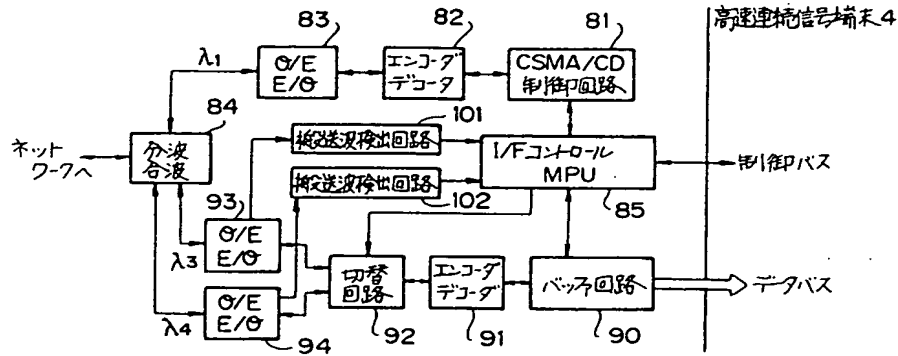 高速連続信号端末4
83
82
81
λ1
O/E
E/O
エンコーダ
デコータ
CSMA/CD
制御回路
84
101
ネット
ワークへ
分波
合波
搬送波検出回路
I/Fコントロール
MPU
制御バス
搬送波検出回路
93
102
85
O/E
E/O
λ3
切替
回路
エンコーダ
デコーダ
バッファ回路
データバス
λ4
O/E
E/O
94
92
91
90